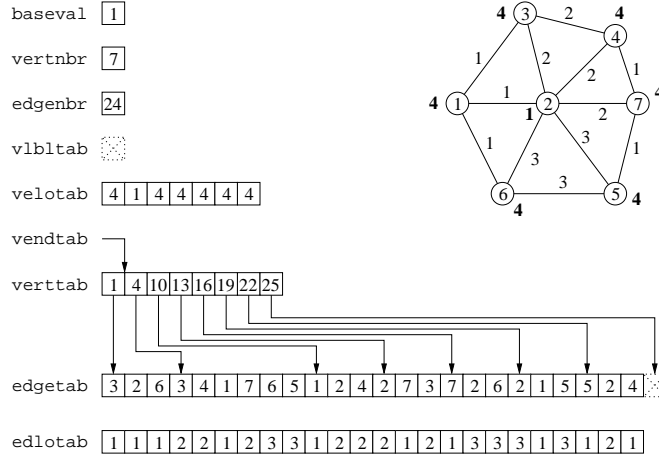 baseval 1
vertnbr 7
edgenbr 24
vlbltab
velotab 4 1 4 4 4 4 4
vendtab
verttab 1 4 10 13 16 19 22 25
edgetab 3 2 6 3 4 1 7 6 5 1 2 4 2 7 3 7 2 6 2 1 5 5 2 4
edlotab 1 1 1 2 2 1 2 3 3 1 2 2 2 1 2 1 3 3 3 1 3 1 2 1
4 3 2 4
4
1 2 2 1
4 1 1 2 2 7 4
1
1 3 3 1
6 3 5
4 4